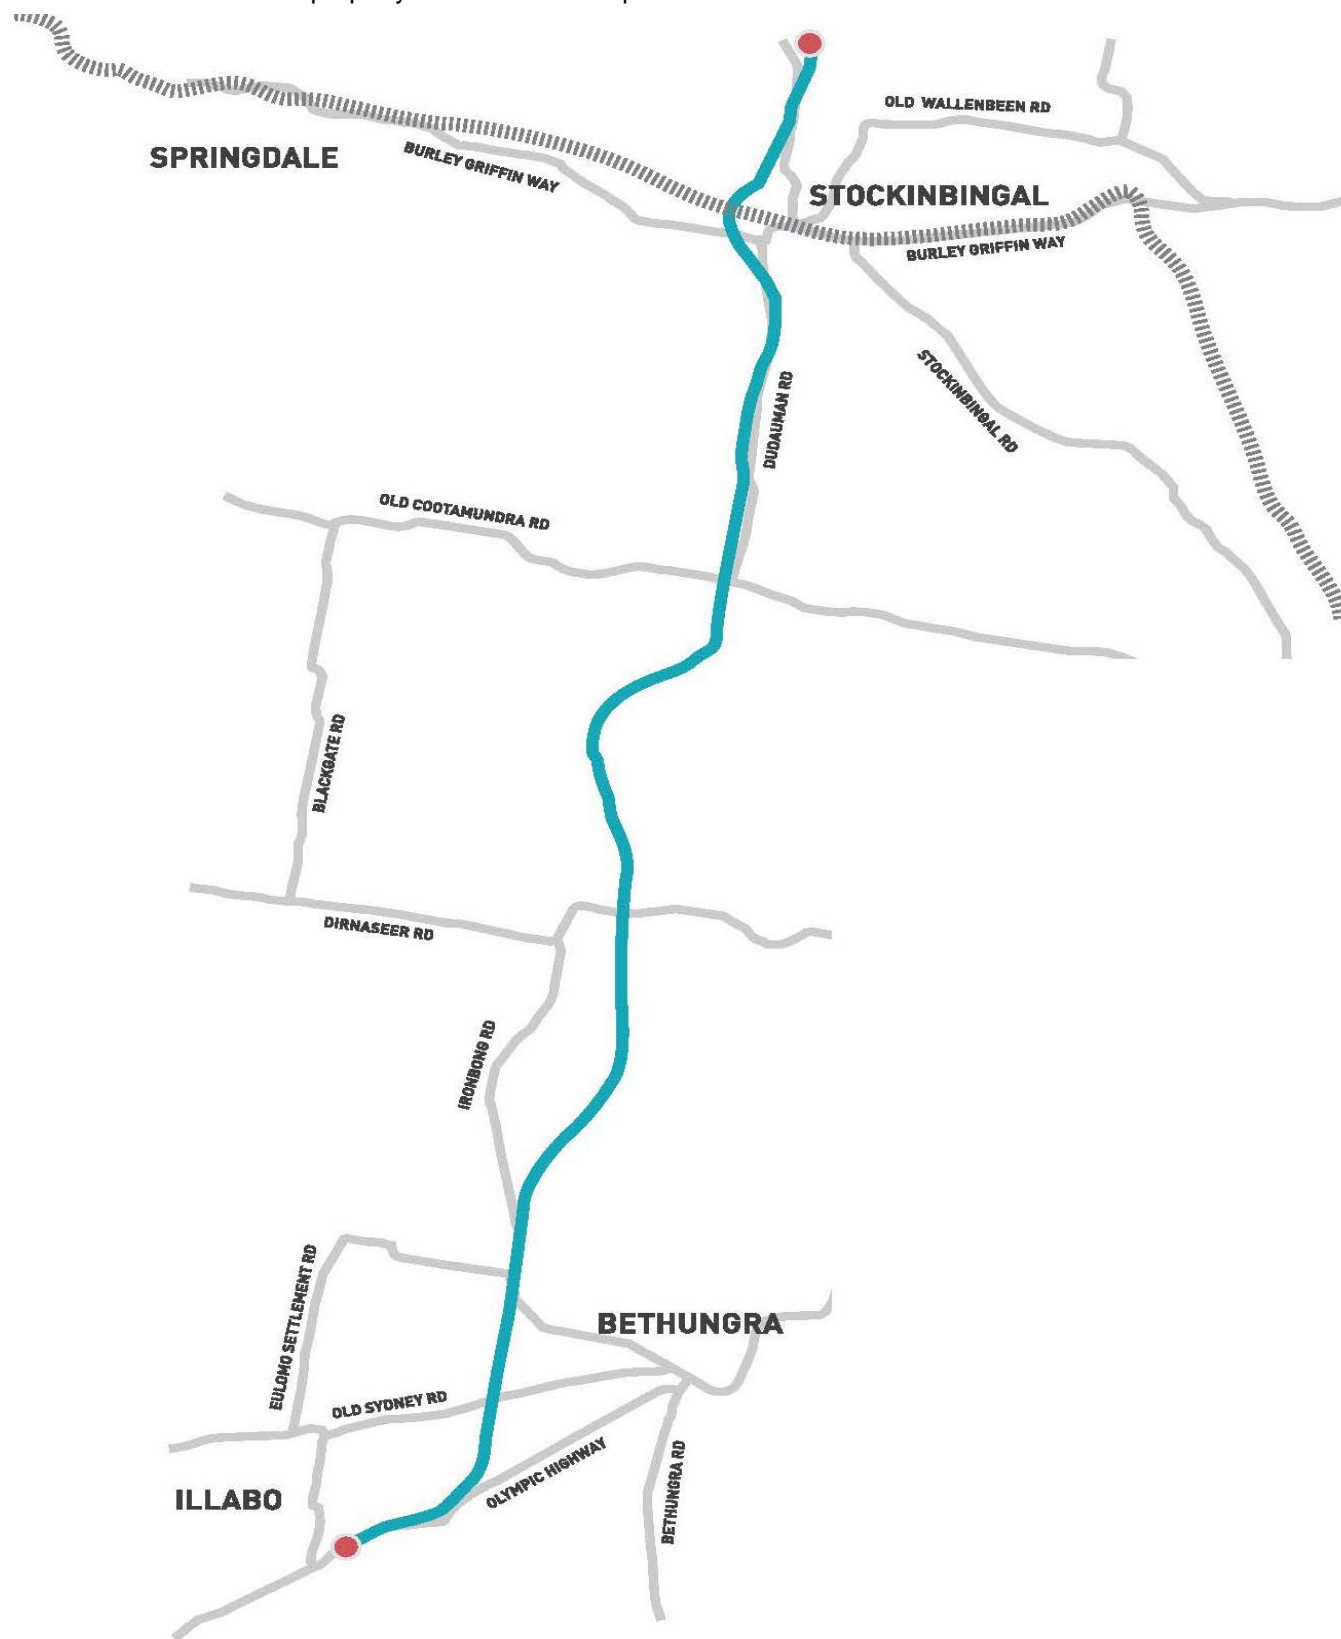 OLD WALLENBEEN RD
SPRINGDALE
BURLEY GRIFFIN WAY
STOCKINBINGAL
BURLEY GRIFFIN WAY
STOCKINBINGAL RD
DUDAUMAN RD
OLD COOTAMUNDRA RD
BLACKGATE RD
DIRNASEER RD
IRONBONG RD
EULOMO SETTLEMENT RD
BETHUNGRA
OLD SYDNEY RD
OLYMPIC HIGHWAY
BETHUNGRA RD
ILLABO